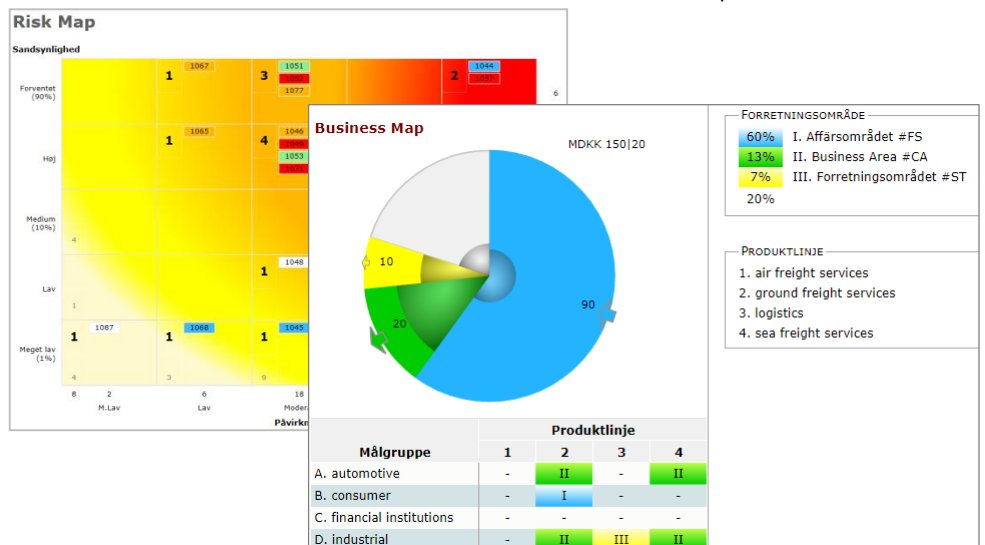 Risk Map
Sandsynlighed
Forventet
(90%)
1 1067
3 1051
1052
1077
2 1044
1057
6
Høj
1 1065
4 1046
1049
1053
1071
Medium
(10%)
4
Lav
1
1 1048
Meget lav
(1%)
1 1087
1 1068
1 1045
4 3 9
8 2 6 18
M.Lav Lav
Påvirkn
Business Map
MDKK 150|20
10
20
90
FORRETNINGSOMRÅDE
60% I. Affärsområdet #FS
13% II. Business Area #CA
7% III. Forretningsområdet #ST
20%
PRODUKTLINJE
1. air freight services
2. ground freight services
3. logistics
4. sea freight services
Produktlinje
Målgruppe 1 2 3 4
A. automotive - II - II
B. consumer - I - -
C. financial institutions - - - -
D. industrial - II III II